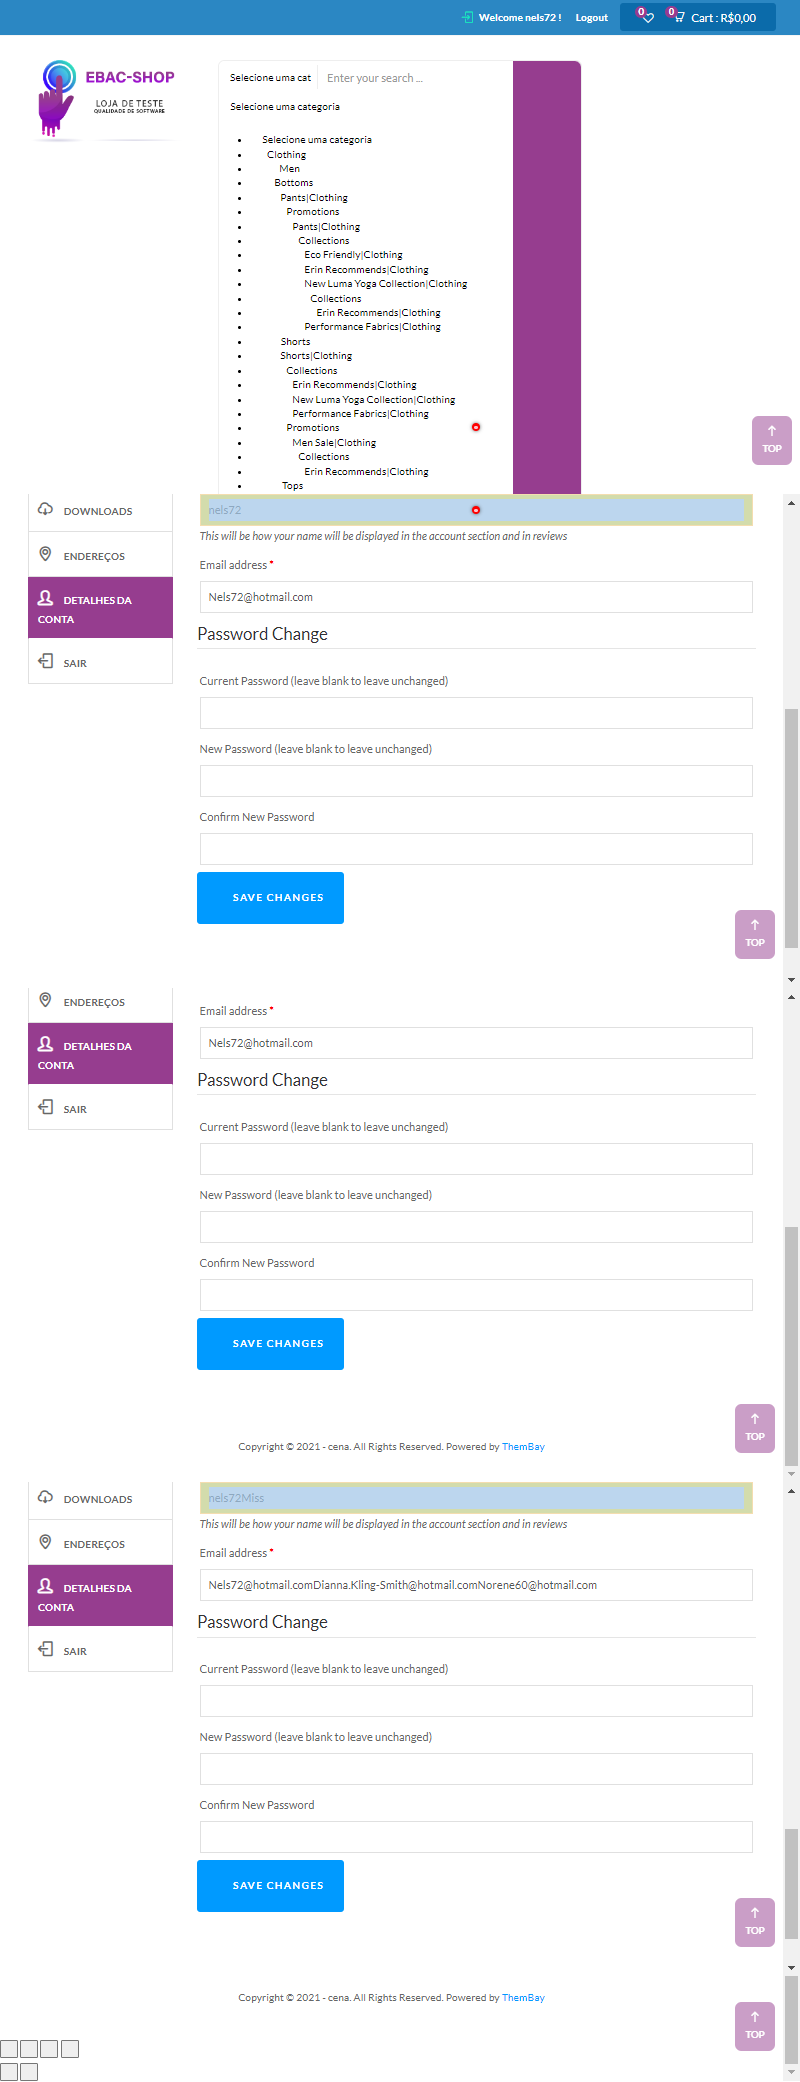 Welcome nels72 ! Logout 0 0 Cart : R$0,00
EBAC-SHOP
LOJA DE TESTE
QUALIDADE DE SOFTWARE
Selecione uma cat Enter your search ...
Selecione uma categoria
Selecione uma categoria
Clothing
Men
Bottoms
Pants|Clothing
Promotions
Pants|Clothing
Collections
Eco Friendly|Clothing
Erin Recommends|Clothing
New Luma Yoga Collection|Clothing
Collections
Erin Recommends|Clothing
Performance Fabrics|Clothing
Shorts
Shorts|Clothing
Collections
Erin Recommends|Clothing
New Luma Yoga Collection|Clothing
Performance Fabrics|Clothing
Promotions
Men Sale|Clothing
Collections
Erin Recommends|Clothing
Tops
TOP
DOWNLOADS
ENDEREÇOS
DETALHES DA
CONTA
SAIR
nels72
This will be how your name will be displayed in the account section and in reviews
Email address *
Nels72@hotmail.com
Password Change
Current Password (leave blank to leave unchanged)
New Password (leave blank to leave unchanged)
Confirm New Password
SAVE CHANGES
TOP
ENDEREÇOS
DETALHES DA
CONTA
SAIR
Email address *
Nels72@hotmail.com
Password Change
Current Password (leave blank to leave unchanged)
New Password (leave blank to leave unchanged)
Confirm New Password
SAVE CHANGES
TOP
Copyright © 2021 - cena. All Rights Reserved. Powered by ThemBay
DOWNLOADS
ENDEREÇOS
DETALHES DA
CONTA
SAIR
nels72Miss
This will be how your name will be displayed in the account section and in reviews
Email address *
Nels72@hotmail.comDianna.Kling-Smith@hotmail.comNorene60@hotmail.com
Password Change
Current Password (leave blank to leave unchanged)
New Password (leave blank to leave unchanged)
Confirm New Password
SAVE CHANGES
TOP
Copyright © 2021 - cena. All Rights Reserved. Powered by ThemBay
TOP